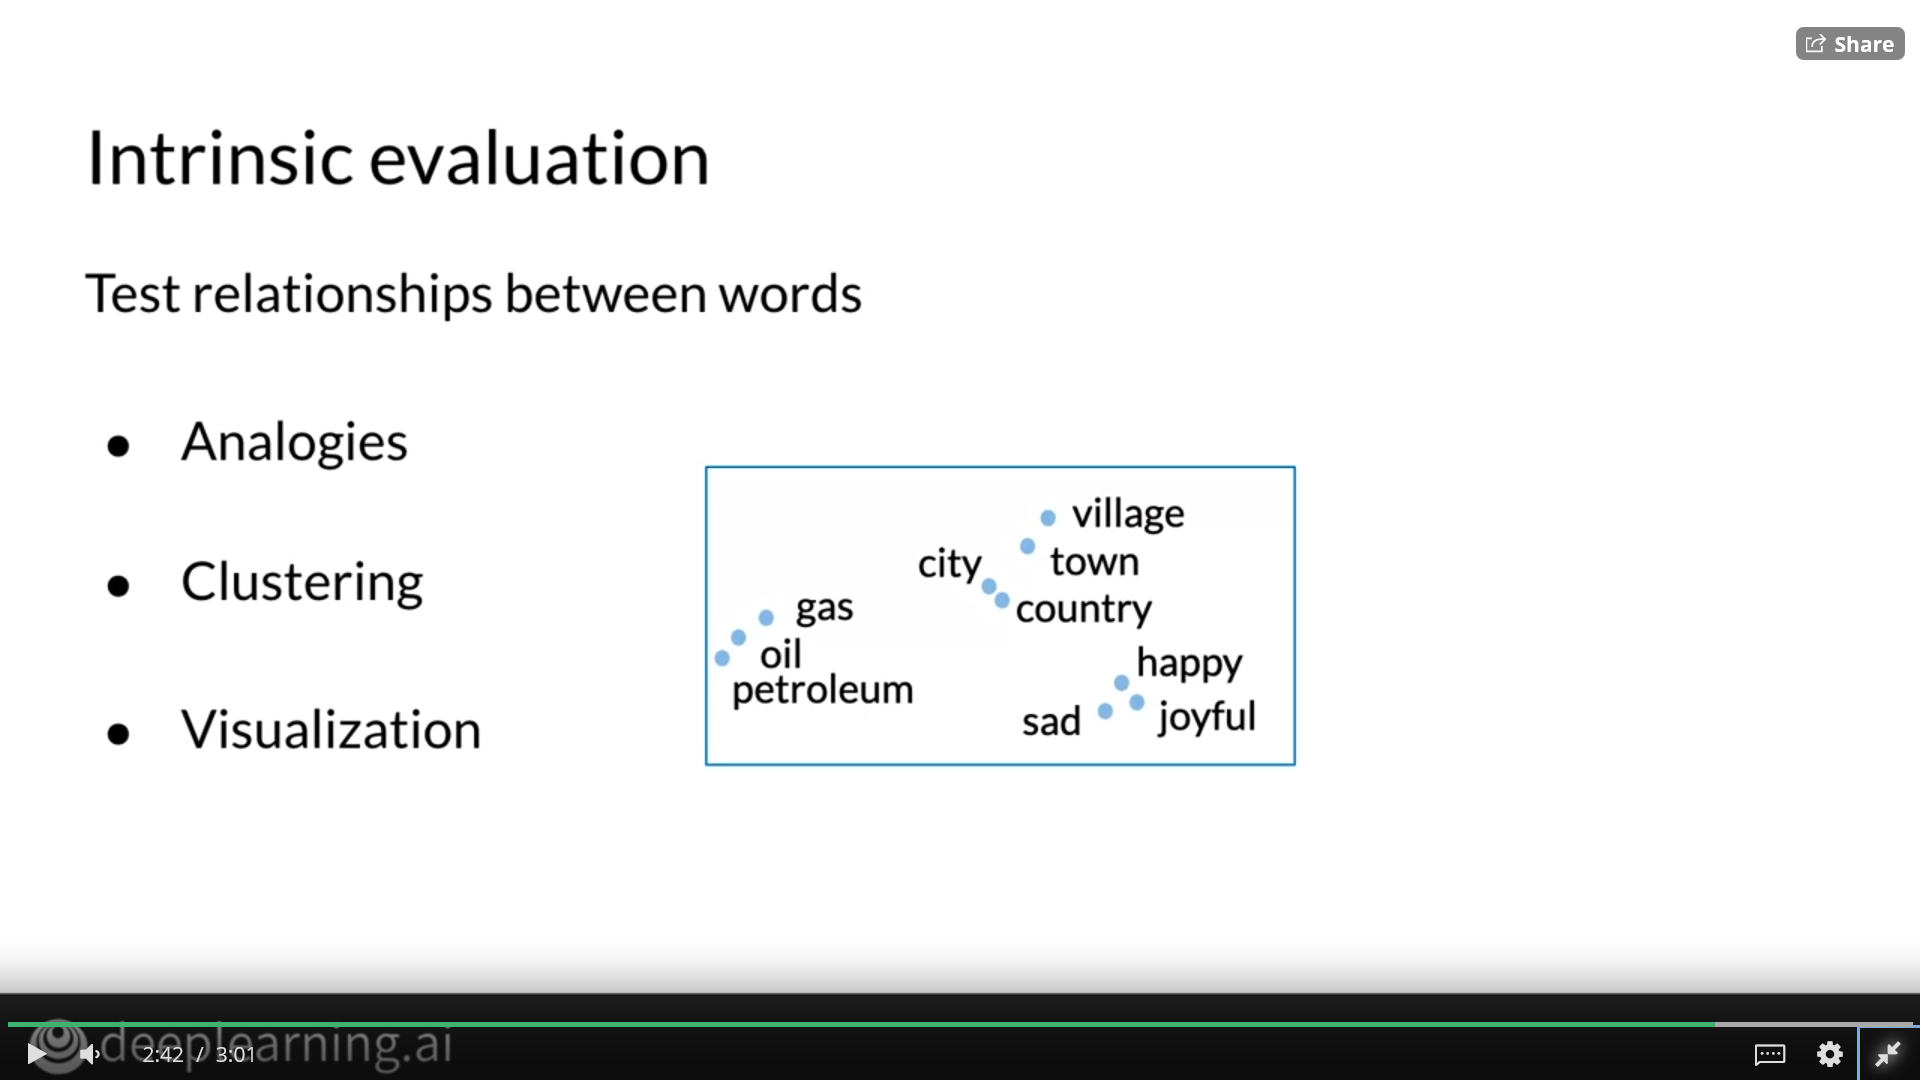 Share
Intrinsic evaluation
Test relationships between words
● Analogies
● Clustering
● Visualization
village
city
town
gas
country
oil
happy
petroleum
sad
joyful
deeplearning.ai
2:42 / 3:01